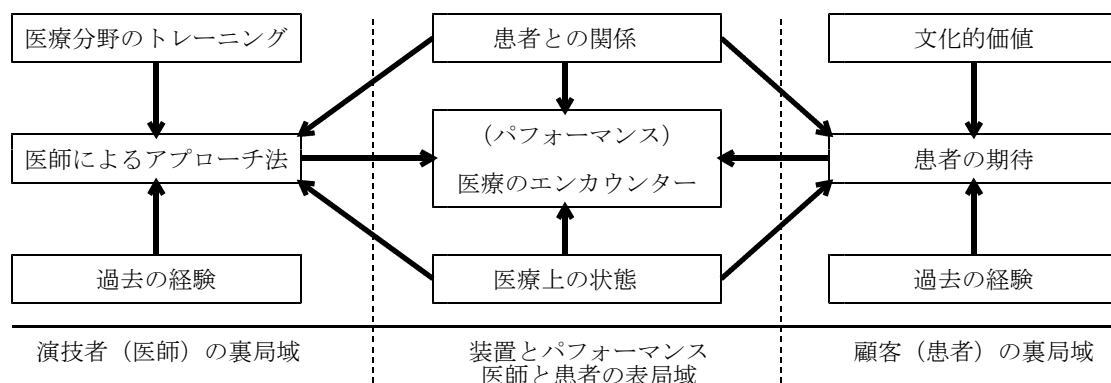 医療分野のトレーニング
患者との関係
文化的価値
医師によるアプローチ法
（パフォーマンス）
医療のエンカウンター
患者の期待
過去の経験
医療上の状態
過去の経験
演技者（医師）の裏局域
装置とパフォーマンス
医師と患者の表局域
顧客（患者）の裏局域